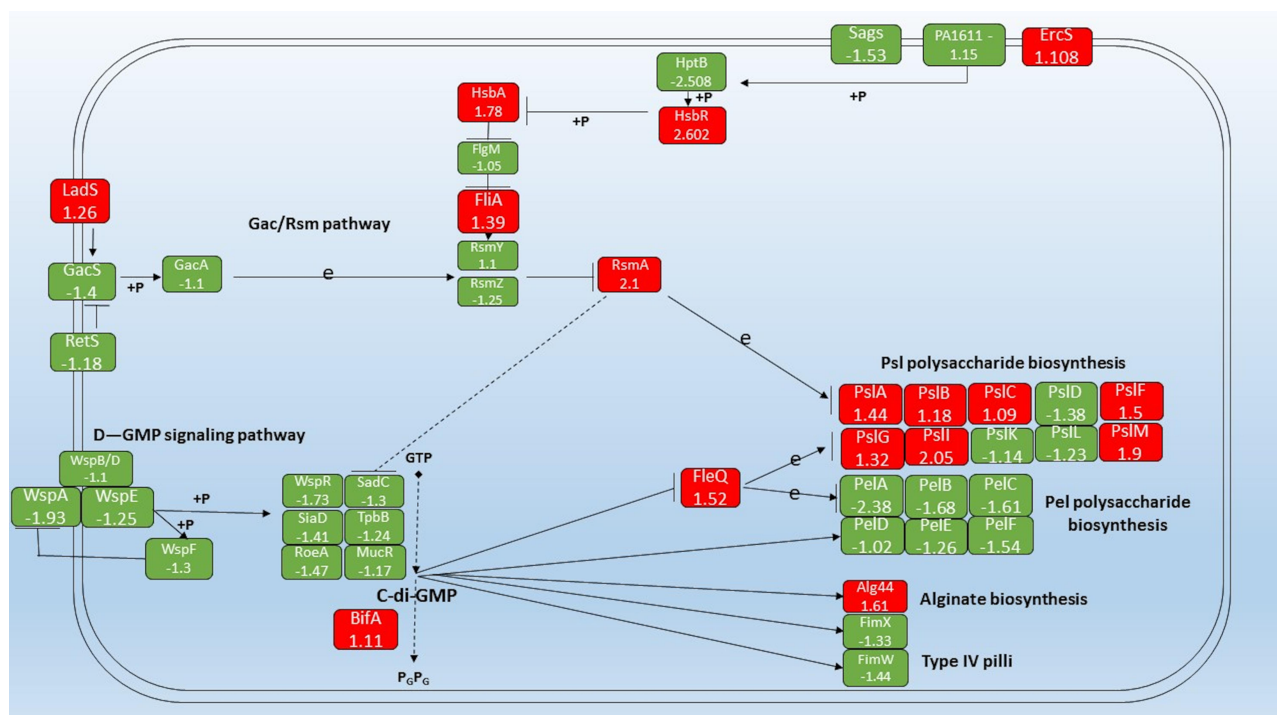 Sags
-1.53
PA1611 -
1.15
ErcS
1.108
HptB
-2.508
+P
+P
HsbA
1.78
+P
HsbR
2.602
FlgM
-1.05
LadS
1.26
FliA
1.39
Gac/Rsm pathway
GacS
-1.4
+P
GacA
-1.1
e
RsmY
1.1
RsmZ
-1.25
RsmA
2.1
RetS
-1.18
e
Psl polysaccharide biosynthesis
PslA
1.44
PslB
1.18
PslC
1.09
PslD
-1.38
PslF
1.5
PslG
1.32
PslI
2.05
PslK
-1.14
PslL
-1.23
PslM
1.9
D—GMP signaling pathway
WspB/D
-1.1
WspA
-1.93
WspE
-1.25
+P
+P
WspF
-1.3
GTP
WspR
-1.73
SadC
-1.3
SiaD
-1.41
TpbB
-1.24
RoeA
-1.47
MucR
-1.17
FleQ
1.52
e
e
PelA
-2.38
PelB
-1.68
PelC
-1.61
PelD
-1.02
PelE
-1.26
PelF
-1.54
Pel polysaccharide
biosynthesis
C-di-GMP
BifA
1.11
PGPG
Alg44
1.61
Alginate biosynthesis
FimX
-1.33
FimW
-1.44
Type IV pilli